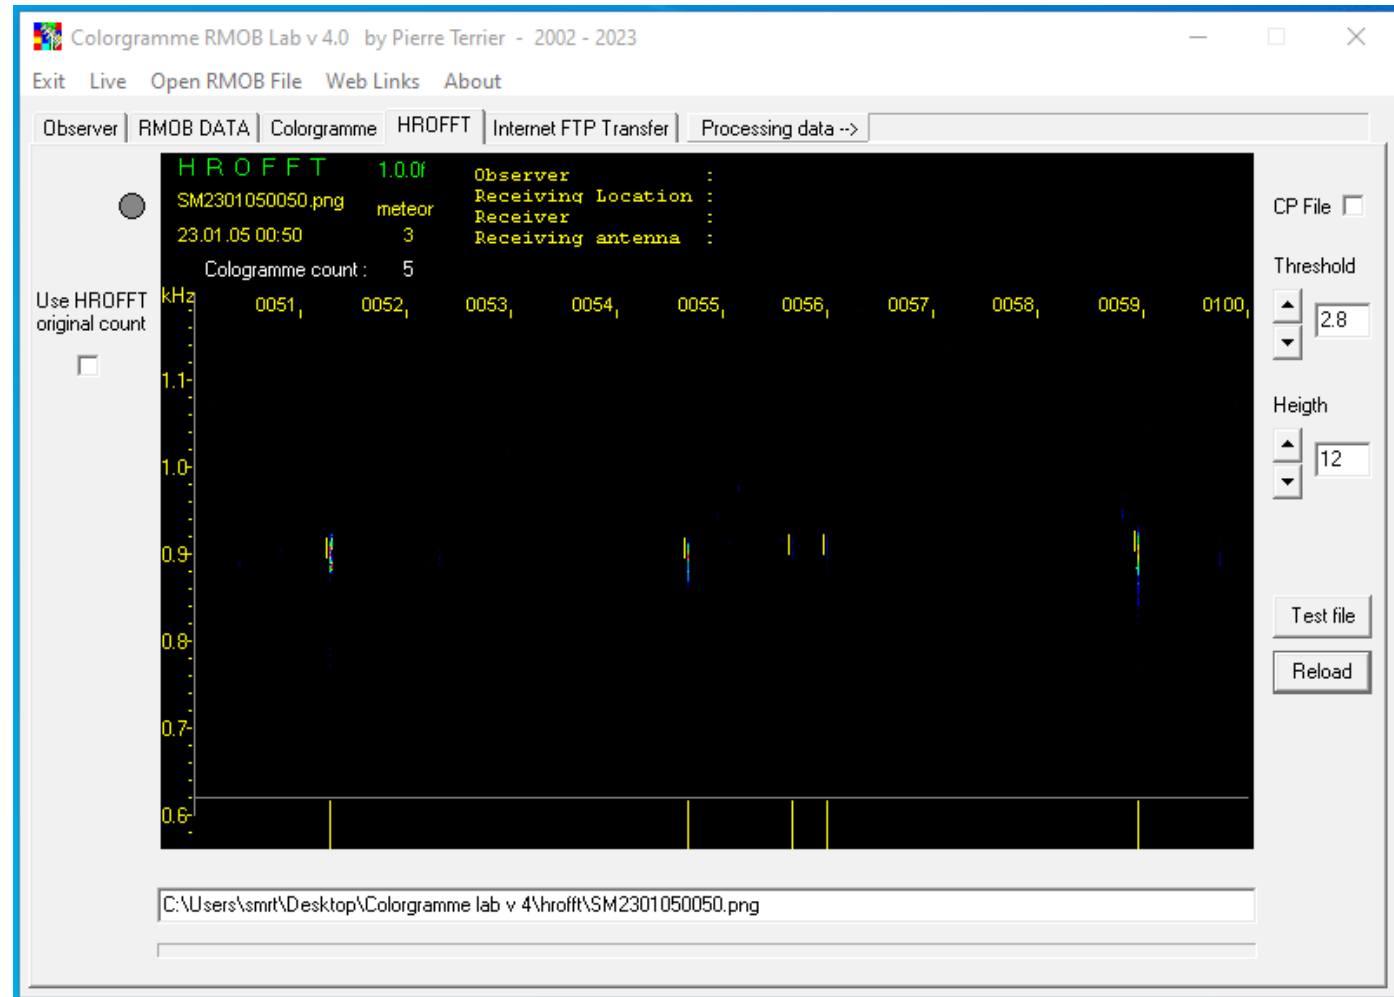 Colorgramme RMOB Lab v 4.0   by Pierre Terrier  -  2002 - 2023
Exit   Live   Open RMOB File   Web Links   About
Observer   RMOB DATA   Colorgramme   HROFFT   Internet FTP Transfer   Processing data -->
H R O F F T   1.0.0f
SM2301050050.png   meteor
23.01.05 00:50   3
Observer :
Receiving Location :
Receiver :
Receiving antenna :
Cologramme count :   5
Use HROFFT
original count
kHz   0051   0052   0053   0054   0055   0056   0057   0058   0059   0100
1.1
1.0
0.9
0.8
0.7
0.6
CP File
Threshold
2.8
Heigth
12
Test file
Reload
C:\Users\smrt\Desktop\Colorgramme lab v 4\hrofft\SM2301050050.png